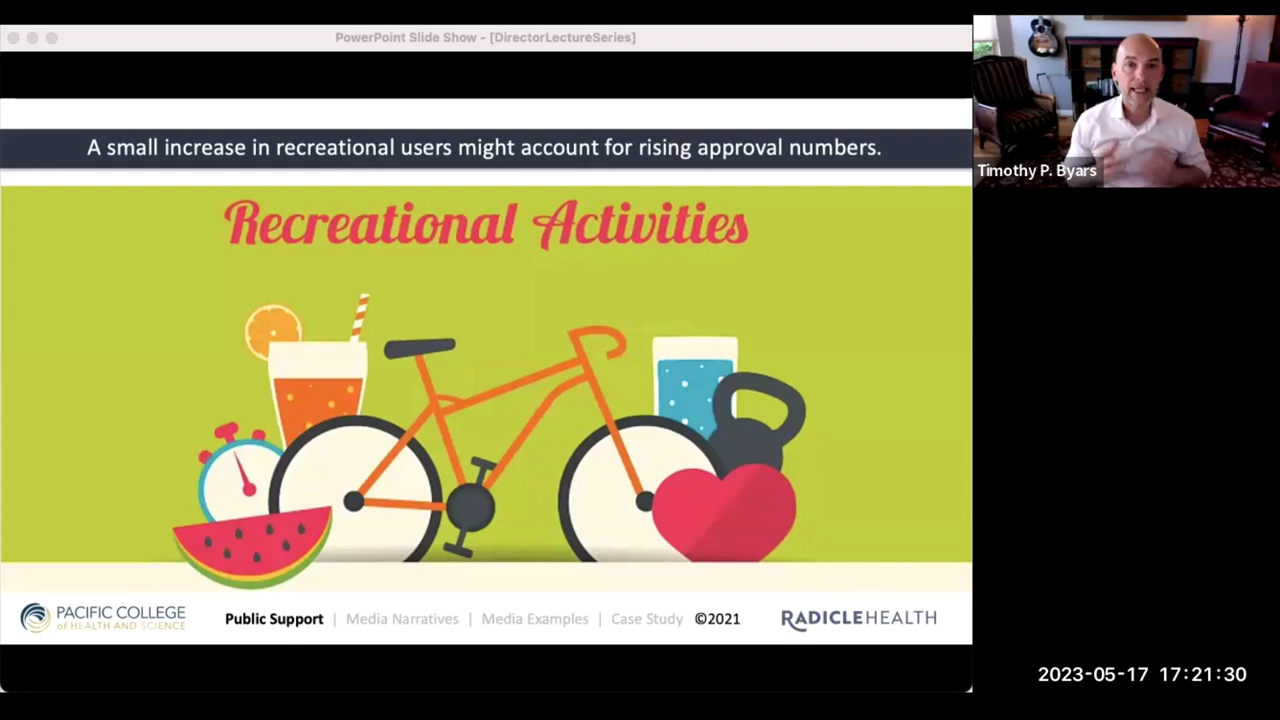 PowerPoint Slide Show - [DirectorLectureSeries]
A small increase in recreational users might account for rising approval numbers.
Recreational Activities
PACIFIC COLLEGE
of HEALTH AND SCIENCE
Public Support | Media Narratives | Media Examples | Case Study ©2021
RADICLEHEALTH
Timothy P. Byars
2023-05-17 17:21:30